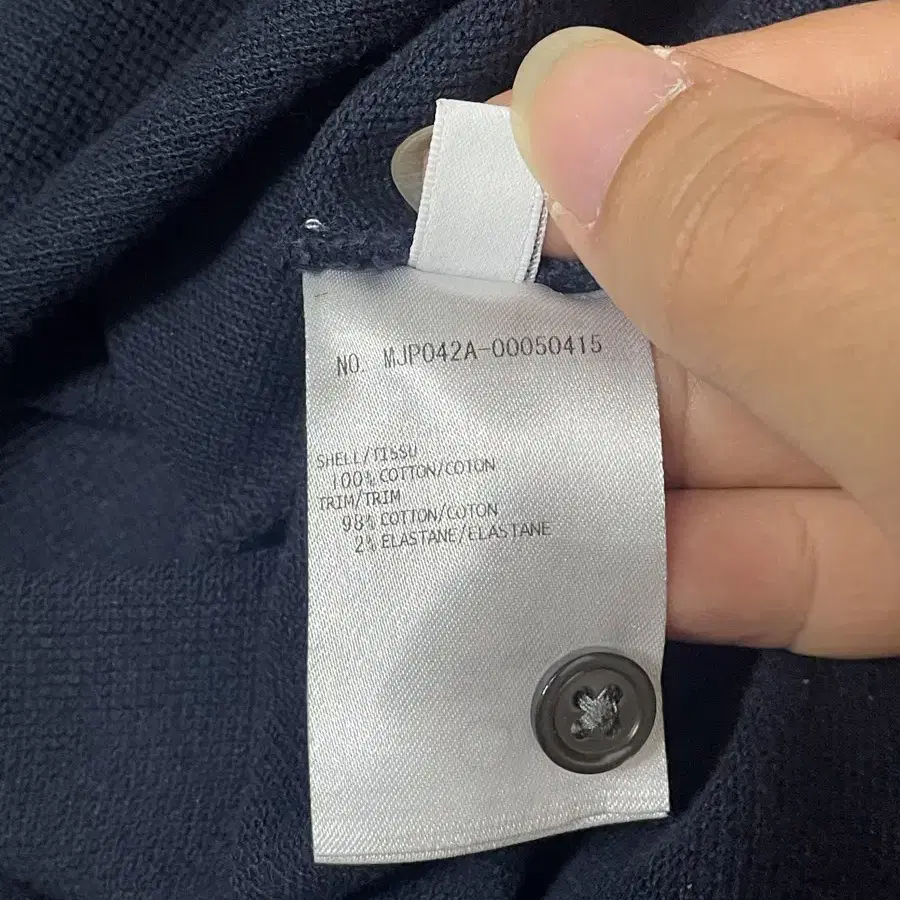 NO. MJP042A-00050415
SHELL/TISSU
100% COTTON/COTON
TRIM/TRIM
98% COTTON/COTON
2% ELASTANE/ELASTANE